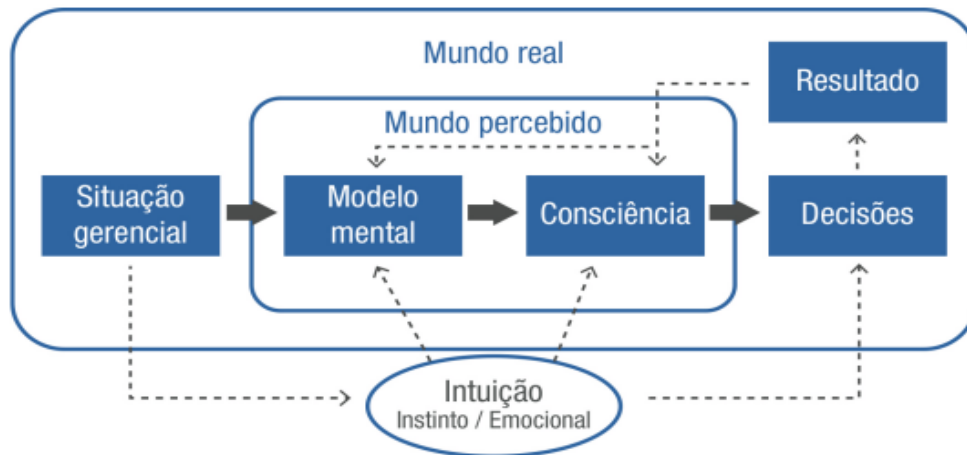 Mundo real
Resultado
Mundo percebido
Situação
gerencial
Modelo
mental
Consciência
Decisões
Intuição
Instinto / Emocional